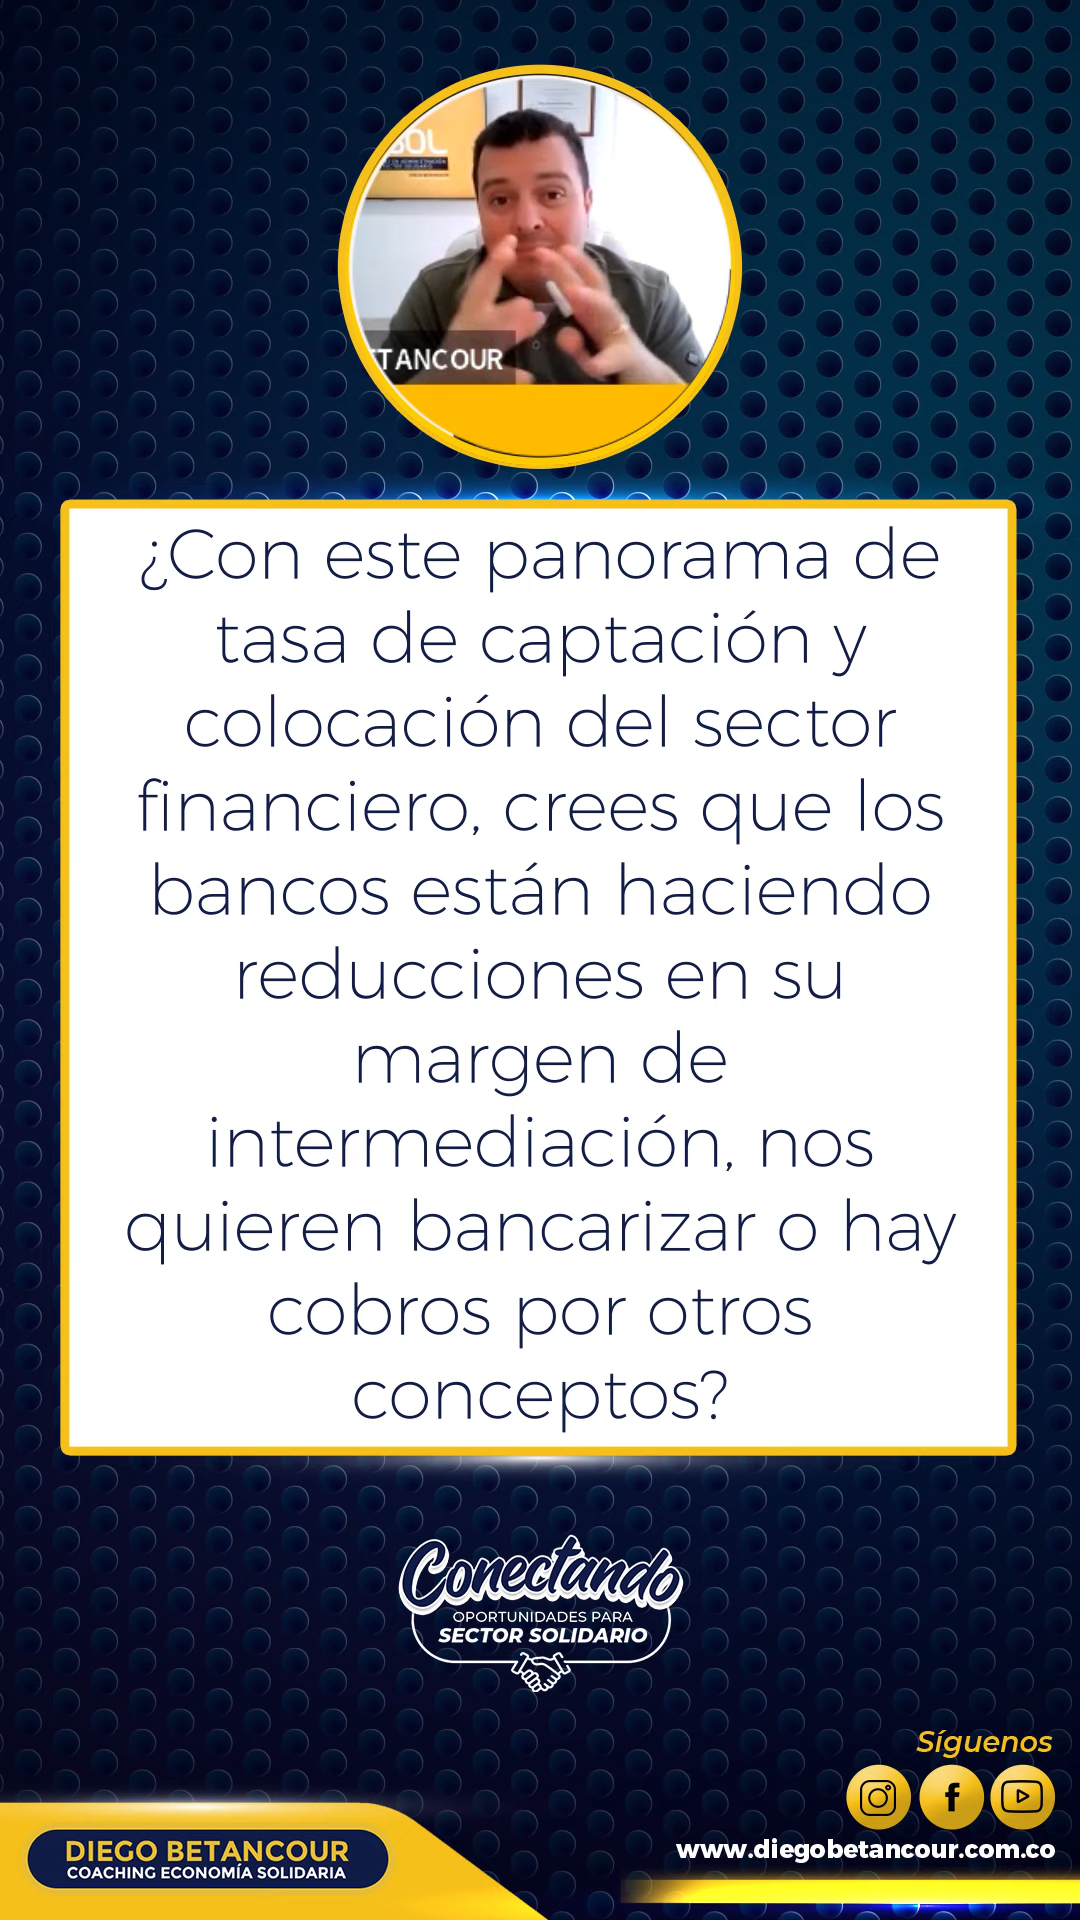 SOL
ETANCOUR
¿Con este panorama de
tasa de captación y
colocación del sector
financiero, crees que los
bancos están haciendo
reducciones en su
margen de
intermediación, nos
quieren bancarizar o hay
cobros por otros
conceptos?
Conectando
OPORTUNIDADES PARA
SECTOR SOLIDARIO
Síguenos
DIEGO BETANCOUR
COACHING ECONOMÍA SOLIDARIA
www.diegobetancour.com.co